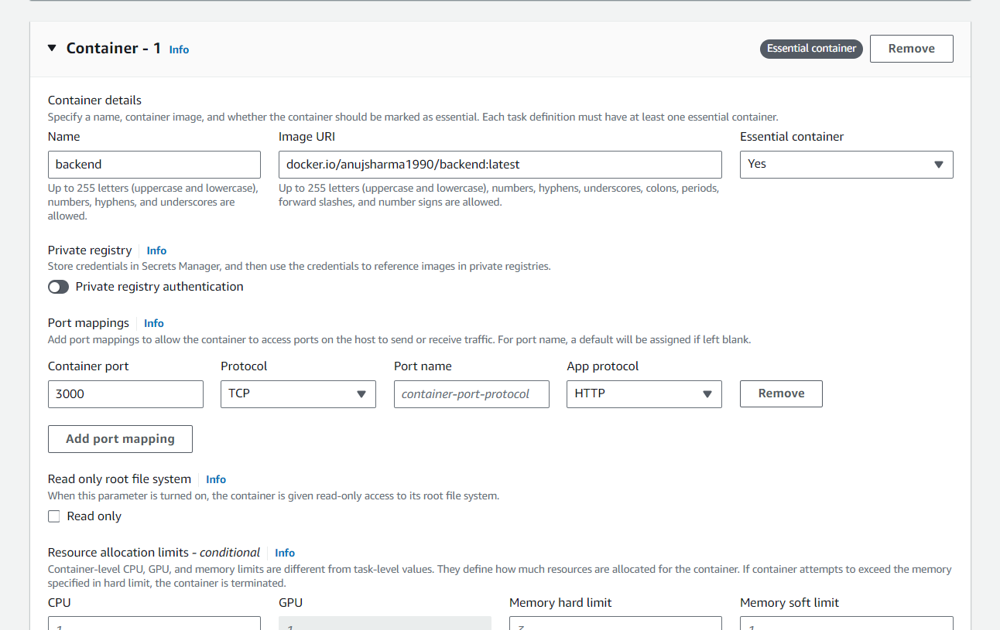 Container - 1 Info
Essential container
Remove
Container details
Specify a name, container image, and whether the container should be marked as essential. Each task definition must have at least one essential container.
Name
Image URI
Essential container
backend
docker.io/anujsharma1990/backend:latest
Yes
Up to 255 letters (uppercase and lowercase),
numbers, hyphens, and underscores are
allowed.
Up to 255 letters (uppercase and lowercase), numbers, hyphens, underscores, colons, periods,
forward slashes, and number signs are allowed.
Private registry Info
Store credentials in Secrets Manager, and then use the credentials to reference images in private registries.
Private registry authentication
Port mappings Info
Add port mappings to allow the container to access ports on the host to send or receive traffic. For port name, a default will be assigned if left blank.
Container port
Protocol
Port name
App protocol
3000
TCP
container-port-protocol
HTTP
Remove
Add port mapping
Read only root file system Info
When this parameter is turned on, the container is given read-only access to its root file system.
Read only
Resource allocation limits - conditional Info
Container-level CPU, GPU, and memory limits are different from task-level values. They define how much resources are allocated for the container. If container attempts to exceed the memory
specified in hard limit, the container is terminated.
CPU
GPU
Memory hard limit
Memory soft limit